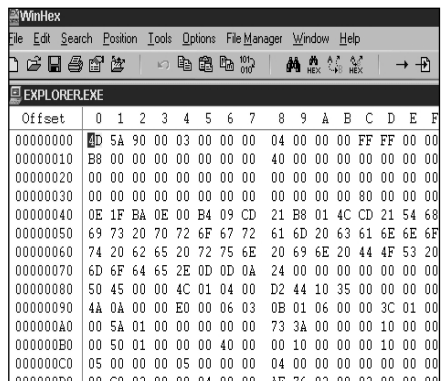 WinHex
File Edit Search Position Tools Options File Manager Window Help
EXPLORER.EXE
Offset 0 1 2 3 4 5 6 7 8 9 A B C D E F
00000000 4D 5A 90 00 03 00 00 00 04 00 00 00 FF FF 00 00
00000010 B8 00 00 00 00 00 00 00 40 00 00 00 00 00 00 00
00000020 00 00 00 00 00 00 00 00 00 00 00 00 00 00 00 00
00000030 00 00 00 00 00 00 00 00 00 00 00 00 80 00 00 00
00000040 0E 1F BA 0E 00 B4 09 CD 21 B8 01 4C CD 21 54 68
00000050 69 73 20 70 72 6F 67 72 61 6D 20 63 61 6E 6E 6F
00000060 74 20 62 65 20 72 75 6E 20 69 6E 20 44 4F 53 20
00000070 6D 6F 64 65 2E 0D 0D 0A 24 00 00 00 00 00 00 00
00000080 50 45 00 00 4C 01 04 00 D2 44 10 35 00 00 00 00
00000090 4A 0A 00 00 E0 00 06 03 0B 01 06 00 00 3C 01 00
000000A0 00 5A 01 00 00 00 00 00 73 3A 00 00 00 10 00 00
000000B0 00 50 01 00 00 00 40 00 00 10 00 00 00 10 00 00
000000C0 05 00 00 00 05 00 00 00 04 00 00 00 00 00 00 00